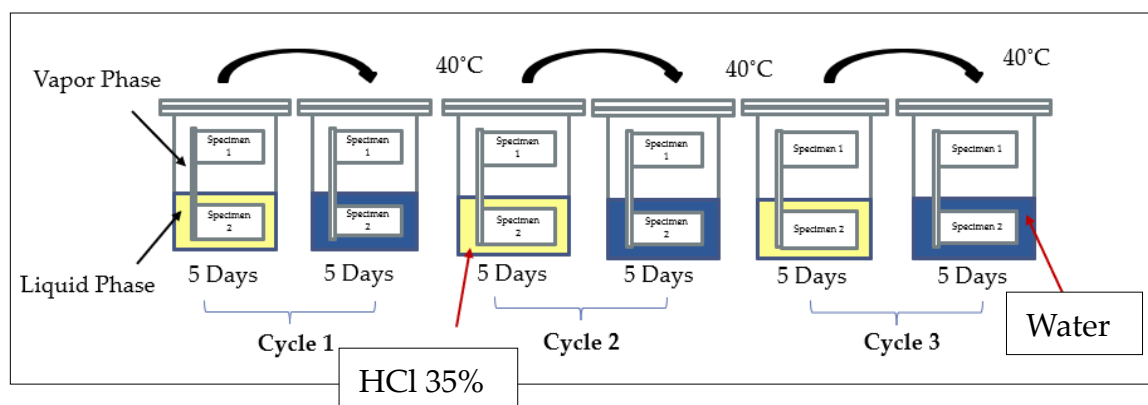 40°C
40°C
40°C
Vapor Phase
Specimen
1
Specimen
1
Specimen
1
Specimen
1
Specimen 1
Specimen 1
Specimen
2
Specimen
2
Specimen
2
Specimen
2
Specimen 2
Specimen 2
Liquid Phase
5 Days
5 Days
5 Days
5 Days
5 Days
5 Days
Cycle 1
Cycle 2
Cycle 3
Water
HCl 35%